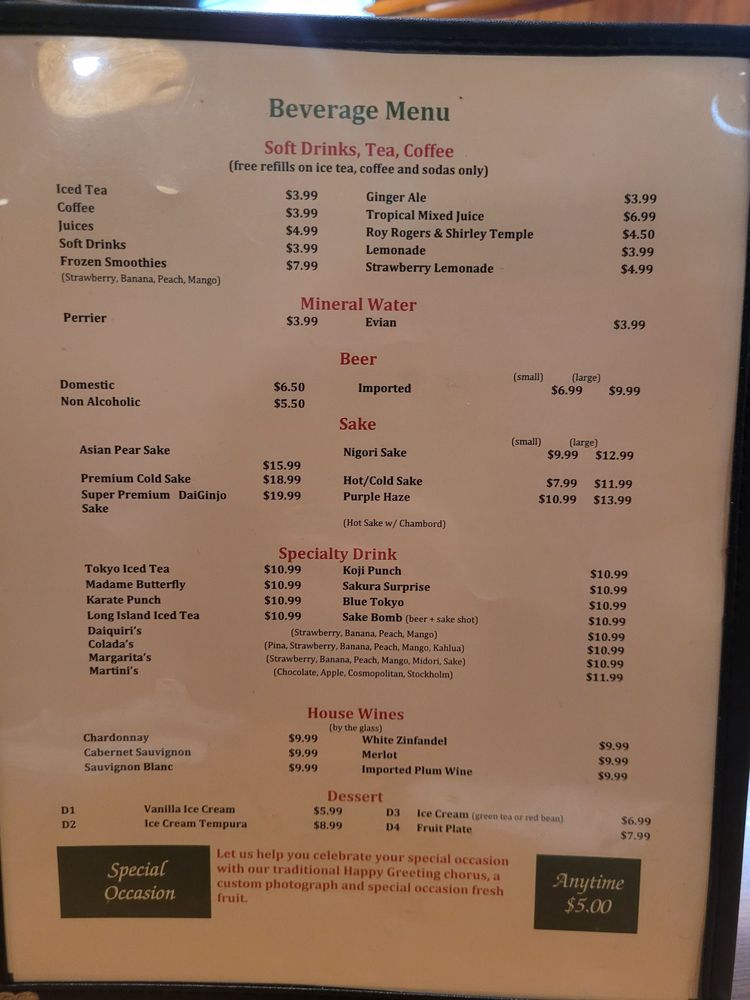 Beverage Menu
Soft Drinks, Tea, Coffee
(free refills on ice tea, coffee and sodas only)
Iced Tea $3.99 Ginger Ale $3.99
Coffee $3.99 Tropical Mixed Juice $6.99
Juices $4.99 Roy Rogers & Shirley Temple $4.50
Soft Drinks $3.99 Lemonade $3.99
Frozen Smoothies $7.99 Strawberry Lemonade $4.99
(Strawberry, Banana, Peach, Mango)
Mineral Water
Perrier $3.99 Evian $3.99
Beer
(small) (large)
Domestic $6.50 Imported $6.99 $9.99
Non Alcoholic $5.50
Sake
(small) (large)
Asian Pear Sake $15.99 Nigori Sake $9.99 $12.99
Premium Cold Sake $18.99 Hot/Cold Sake $7.99 $11.99
Super Premium DaiGinjo $19.99 Purple Haze $10.99 $13.99
Sake
(Hot Sake w/ Chambord)
Specialty Drink
Tokyo Iced Tea $10.99 Koji Punch $10.99
Madame Butterfly $10.99 Sakura Surprise $10.99
Karate Punch $10.99 Blue Tokyo $10.99
Long Island Iced Tea $10.99 Sake Bomb (beer + sake shot) $10.99
Daiquiri's (Strawberry, Banana, Peach, Mango) $10.99
Colada's (Pina, Strawberry, Banana, Peach, Mango, Kahlua) $10.99
Margarita's (Strawberry, Banana, Peach, Mango, Midori, Sake) $10.99
Martini's (Chocolate, Apple, Cosmopolitan, Stockholm) $11.99
House Wines
(by the glass)
Chardonnay $9.99 White Zinfandel $9.99
Cabernet Sauvignon $9.99 Merlot $9.99
Sauvignon Blanc $9.99 Imported Plum Wine $9.99
Dessert
D1 Vanilla Ice Cream $5.99 D3 Ice Cream (green tea or red bean) $6.99
D2 Ice Cream Tempura $8.99 D4 Fruit Plate $7.99
Special
Occasion
Let us help you celebrate your special occasion
with our traditional Happy Greeting chorus, a
custom photograph and special occasion fresh
fruit.
Anytime
$5.00